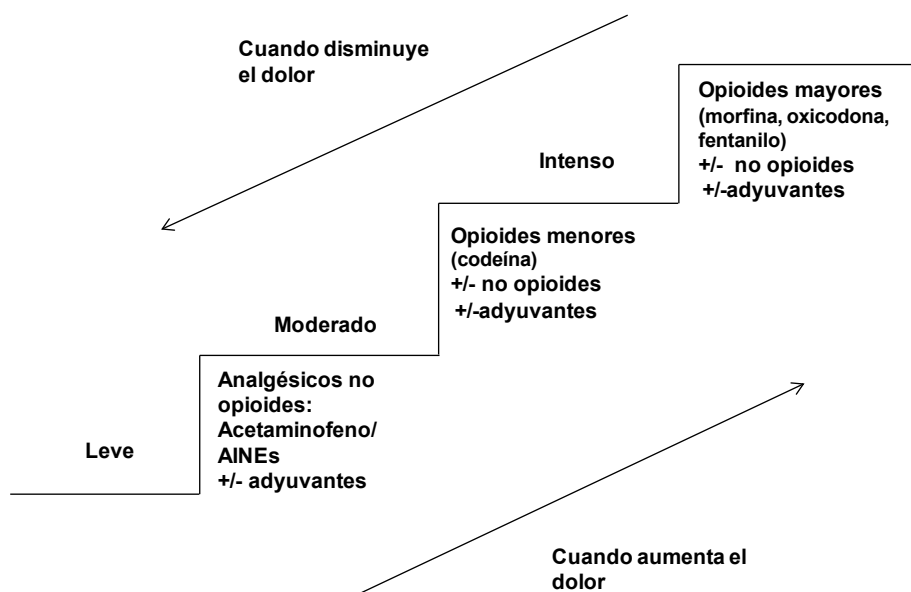 Cuando disminuye
el dolor
Opioides mayores
(morfina, oxicodona,
fentanilo)
+/- no opioides
+/-adyuvantes
Intenso
Opioides menores
(codeína)
+/- no opioides
+/-adyuvantes
Moderado
Analgésicos no
opioides:
Acetaminofeno/
AINEs
+/- adyuvantes
Leve
Cuando aumenta el
dolor